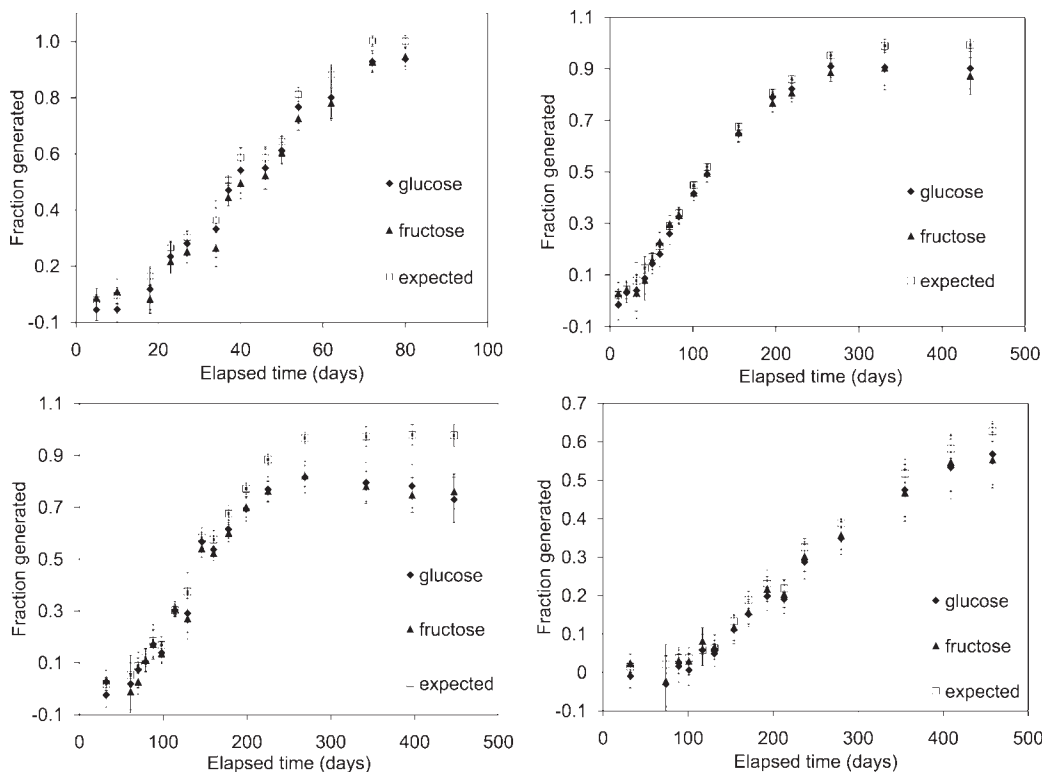 1.0
0.8
0.6
0.4
0.2
-0.1
Fraction generated
glucose
fructose
expected
0 20 40 60 80 100
Elapsed time (days)
1.1
0.9
0.7
0.5
0.3
0.1
-0.1
Fraction generated
glucose
fructose
expected
0 100 200 300 400 500
Elapsed time (days)
1.1
0.9
0.7
0.5
0.3
0.1
-0.1
Fraction generated
glucose
fructose
expected
0 100 200 300 400 500
Elapsed time (days)
0.7
0.6
0.5
0.4
0.3
0.2
0.1
0
-0.1
Fraction generated
glucose
fructose
expected
0 100 200 300 400 500
Elapsed time (days)